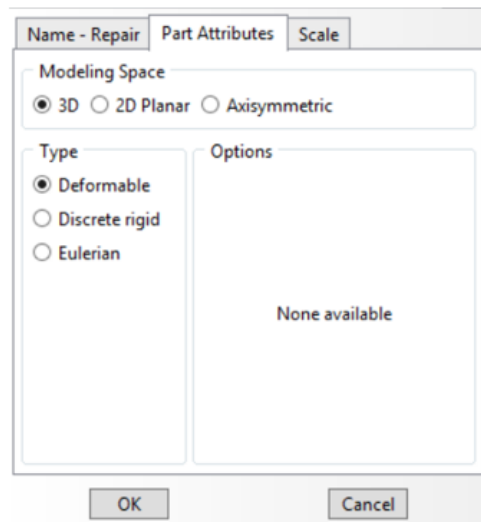 Name - Repair Part Attributes Scale
Modeling Space
3D 2D Planar Axisymmetric
Type
Deformable
Discrete rigid
Eulerian
Options
None available
OK Cancel